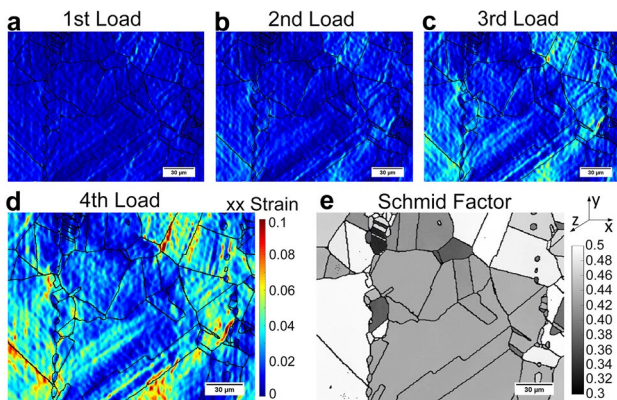 a 1st Load
b 2nd Load
c 3rd Load
30 μm
30 μm
30 μm
d 4th Load
xx Strain
0.1
0.08
0.06
0.04
0.02
0
30 μm
e Schmid Factor
y
z x
0.5
0.48
0.46
0.44
0.42
0.40
0.38
0.36
0.34
0.32
0.3
30 μm